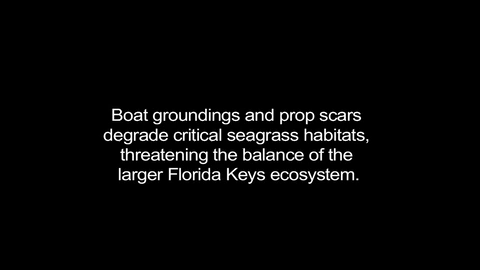 Boat groundings and prop scars
degrade critical seagrass habitats,
threatening the balance of the
larger Florida Keys ecosystem.